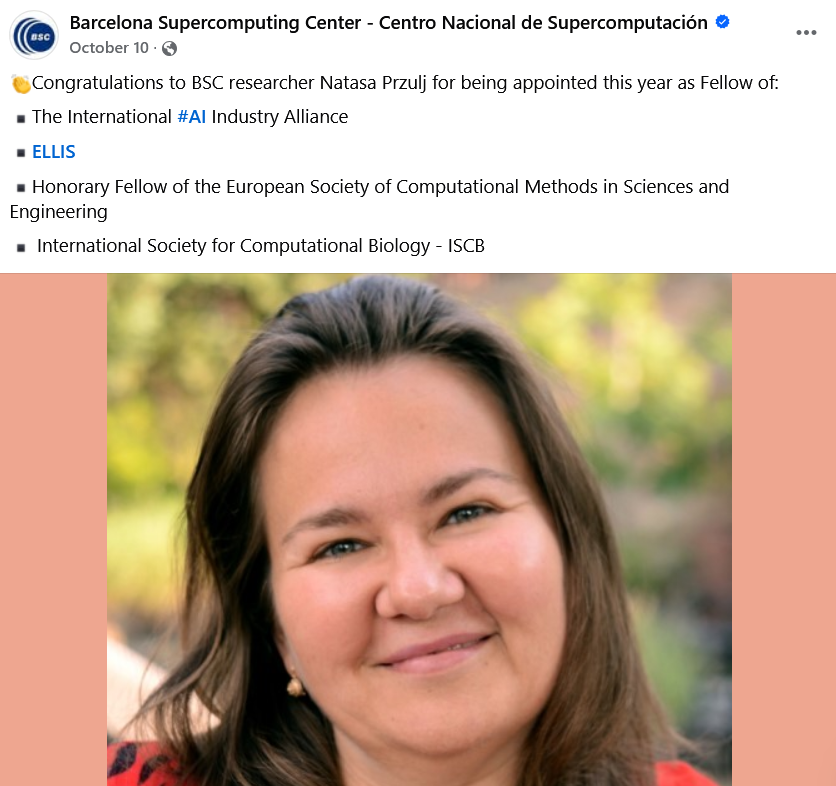 BSC
Barcelona Supercomputing Center - Centro Nacional de Supercomputación
October 10 ·
👏Congratulations to BSC researcher Natasa Przulj for being appointed this year as Fellow of:
▪️The International #AI Industry Alliance
▪️ELLIS
▪️Honorary Fellow of the European Society of Computational Methods in Sciences and
Engineering
▪️ International Society for Computational Biology - ISCB